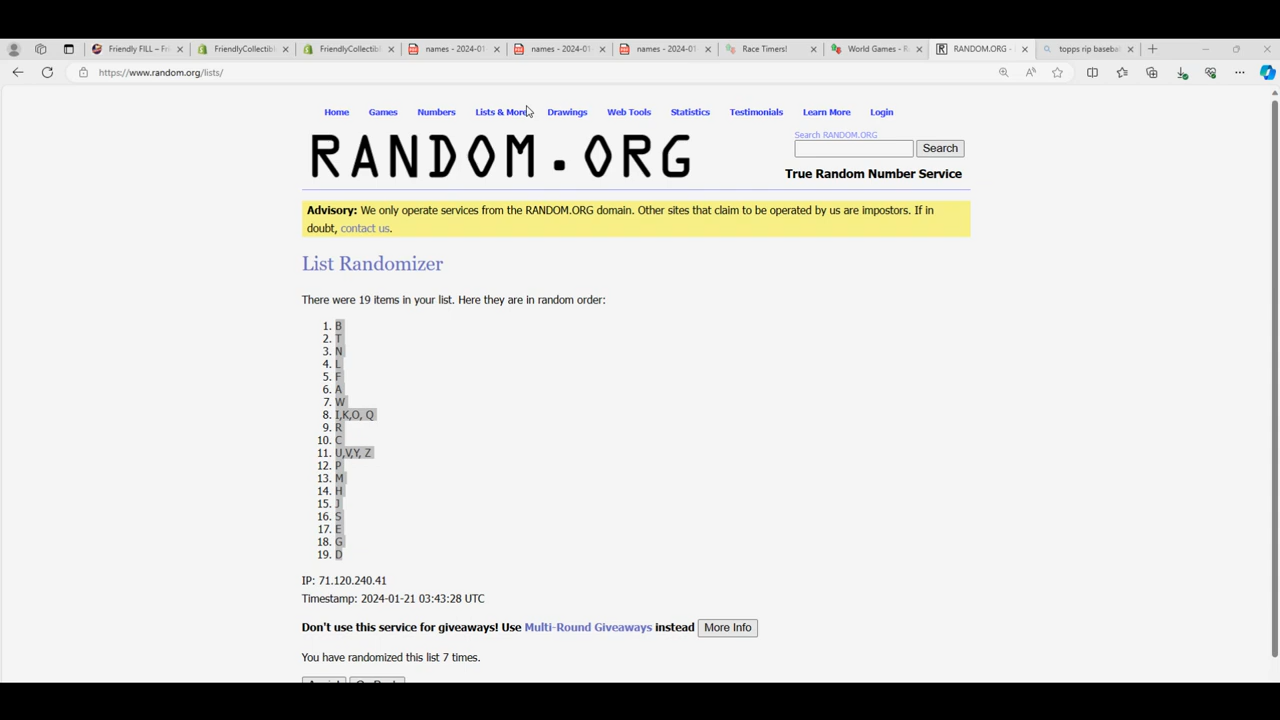 Friendly FILL – Fri
FriendlyCollectibl
FriendlyCollectibl
names - 2024-01
names - 2024-01
names - 2024-01
Race Timers!
World Games - R
RANDOM.ORG -
topps rip baseba
https://www.random.org/lists/
Home Games Numbers Lists & More Drawings Web Tools Statistics Testimonials Learn More Login
RANDOM.ORG
Search RANDOM.ORG
Search
True Random Number Service
Advisory: We only operate services from the RANDOM.ORG domain. Other sites that claim to be operated by us are impostors. If in
doubt, contact us.
List Randomizer
There were 19 items in your list. Here they are in random order:
1. B
2. T
3. N
4. L
5. F
6. A
7. W
8. I,K,O, Q
9. R
10. C
11. U,V,Y, Z
12. P
13. M
14. H
15. J
16. S
17. E
18. G
19. D
IP: 71.120.240.41
Timestamp: 2024-01-21 03:43:28 UTC
Don't use this service for giveaways! Use Multi-Round Giveaways instead More Info
You have randomized this list 7 times.